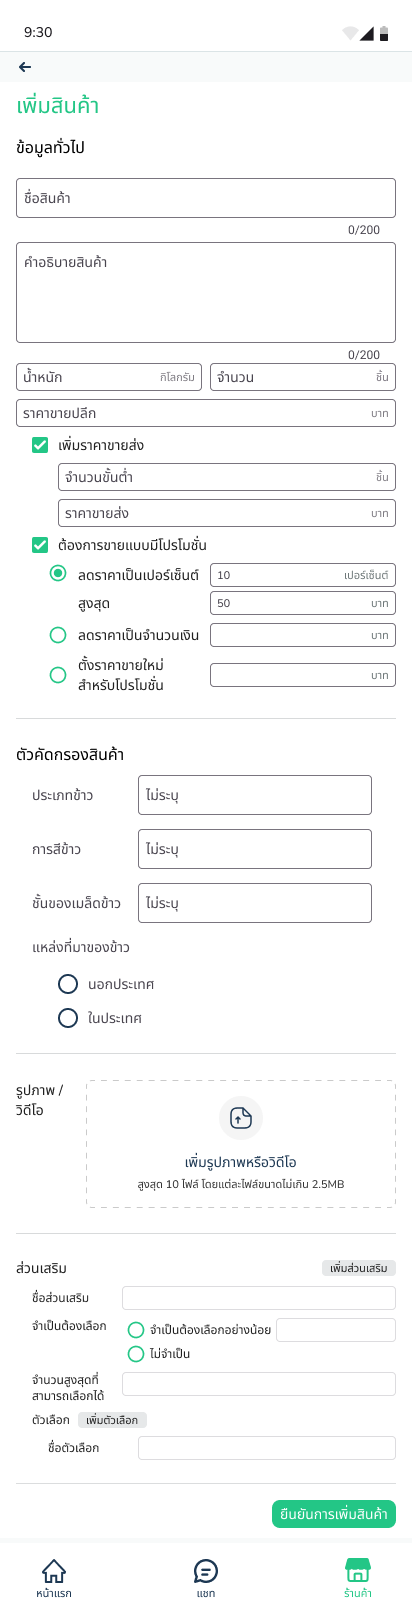 9:30
เพิ่มสินค้า
ข้อมูลทั่วไป
ชื่อสินค้า
0/200
คำอธิบายสินค้า
0/200
น้ำหนัก กิโลกรัม จำนวน ชิ้น
ราคาขายปลีก บาท
เพิ่มราคาขายส่ง
จำนวนขั้นต่ำ ชิ้น
ราคาขายส่ง บาท
ต้องการขายแบบมีโปรโมชั่น
ลดราคาเป็นเปอร์เซ็นต์ 10 เปอร์เซ็นต์
สูงสุด 50 บาท
ลดราคาเป็นจำนวนเงิน บาท
ตั้งราคาขายใหม่
สำหรับโปรโมชั่น บาท
ตัวคัดกรองสินค้า
ประเภทข้าว ไม่ระบุ
การสีข้าว ไม่ระบุ
ชั้นของเมล็ดข้าว ไม่ระบุ
แหล่งที่มาของข้าว
นอกประเทศ
ในประเทศ
รูปภาพ /
วิดีโอ
เพิ่มรูปภาพหรือวิดีโอ
สูงสุด 10 ไฟล์ โดยแต่ละไฟล์ขนาดไม่เกิน 2.5MB
ส่วนเสริม เพิ่มส่วนเสริม
ชื่อส่วนเสริม
จำเป็นต้องเลือก จำเป็นต้องเลือกอย่างน้อย
ไม่จำเป็น
จำนวนสูงสุดที่
สามารถเลือกได้
ตัวเลือก เพิ่มตัวเลือก
ชื่อตัวเลือก
ยืนยันการเพิ่มสินค้า
หน้าแรก แชท ร้านค้า